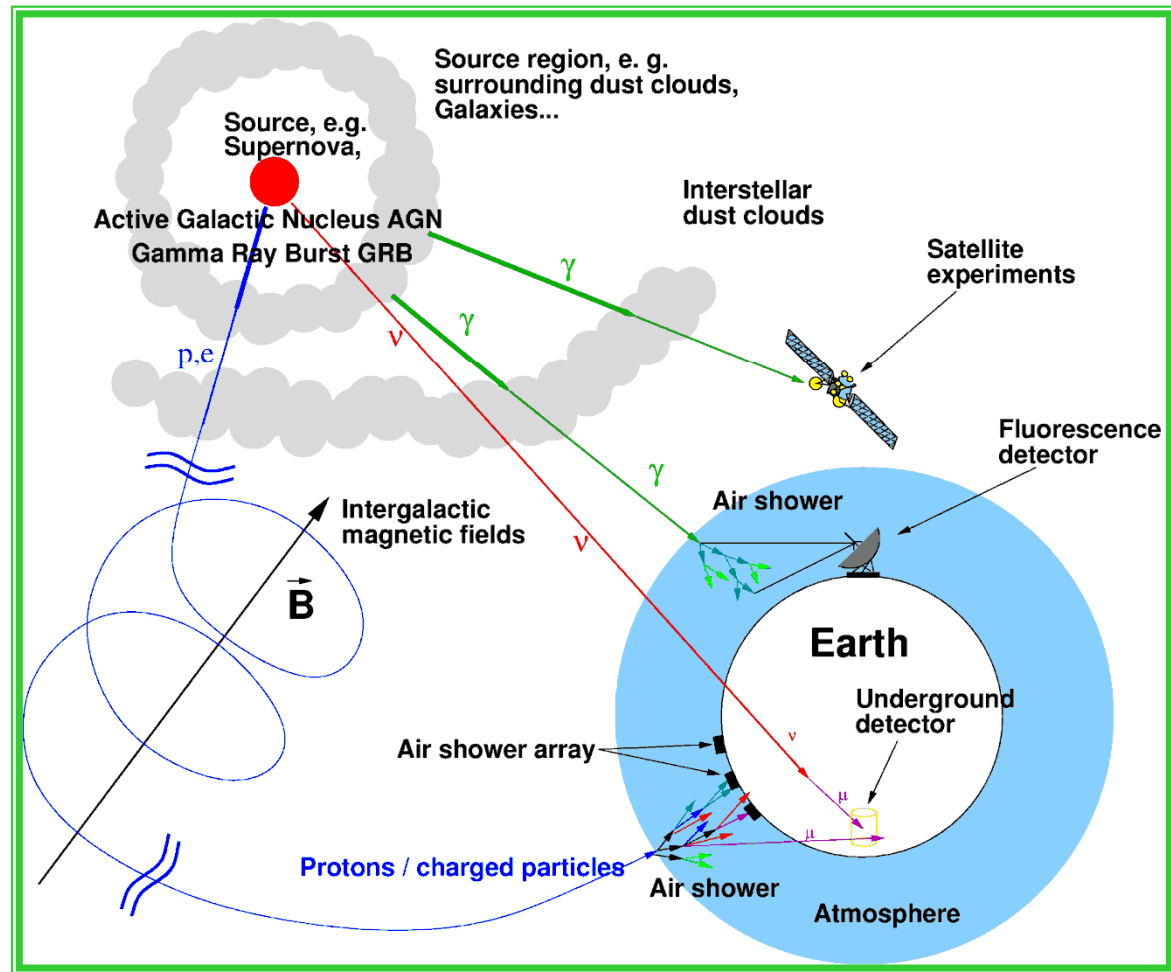 Source region, e. g.
surrounding dust clouds,
Galaxies...
Source, e.g.
Supernova,
Active Galactic Nucleus AGN
Gamma Ray Burst GRB
Interstellar
dust clouds
Satellite
experiments
γ
γ
ν
p,e
Fluorescence
detector
γ
Air shower
Intergalactic
magnetic fields
ν
B
Earth
Underground
detector
Air shower array
ν
μ
μ
Protons / charged particles
Air shower
Atmosphere